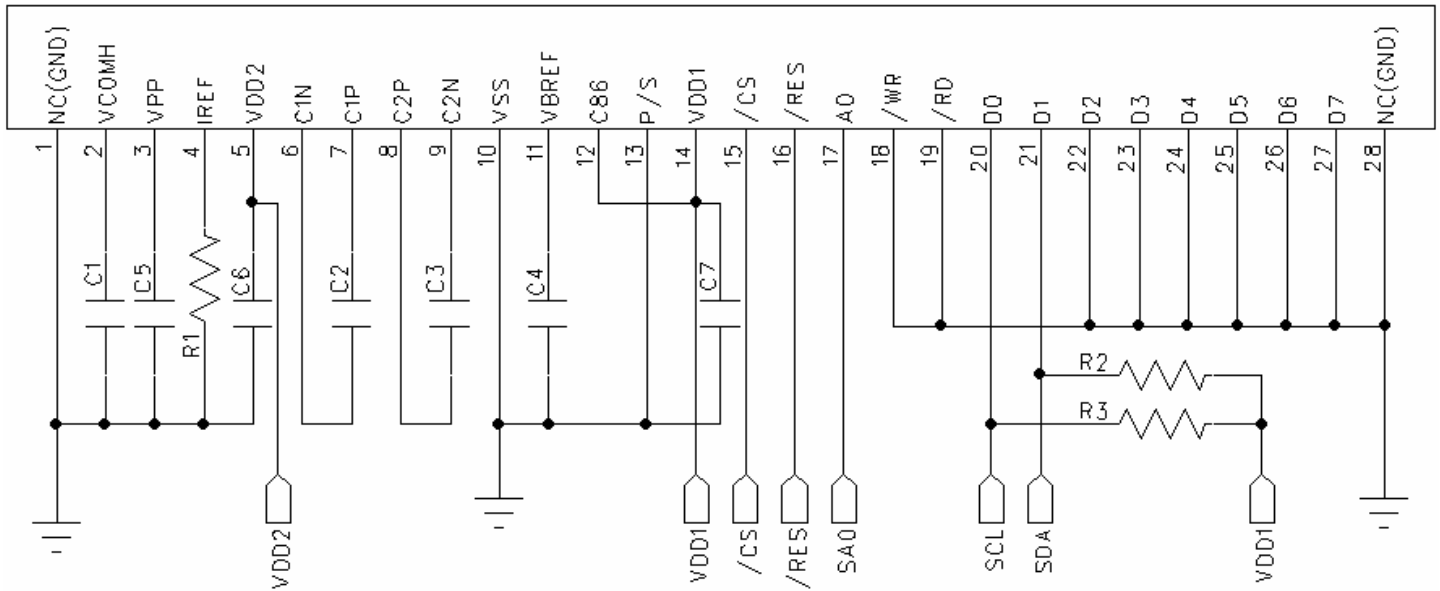 NC(GND)
VCOMH
VPP
IREF
VDD2
C1N
C1P
C2P
C2N
VSS
VBREF
C86
P/S
VDD1
/CS
/RES
A0
/WR
/RD
D0
D1
D2
D3
D4
D5
D6
D7
NC(GND)
1
2
3
4
5
6
7
8
9
10
11
12
13
14
15
16
17
18
19
20
21
22
23
24
25
26
27
28
C1
C5
R1
C6
C2
C3
C4
C7
R2
R3
VDD2
VDD1
/CS
/RES
SA0
SCL
SDA
VDD1